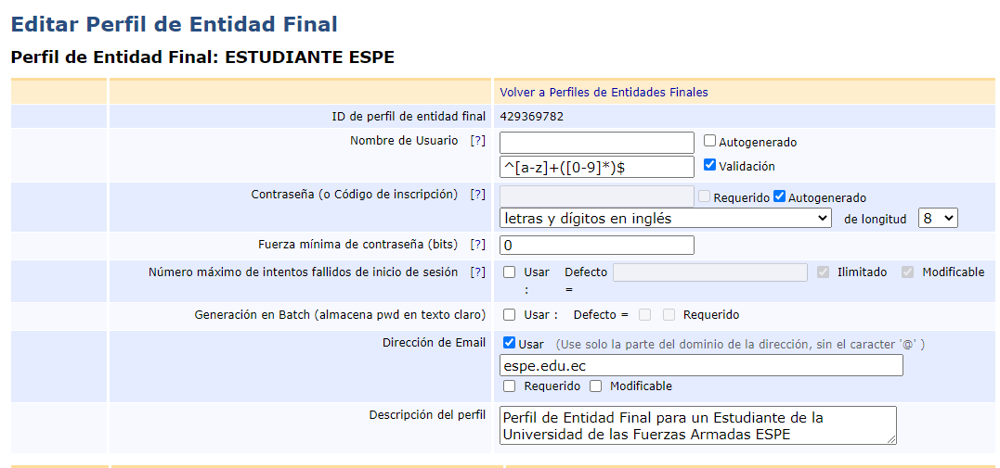 Editar Perfil de Entidad Final
Perfil de Entidad Final: ESTUDIANTE ESPE
Volver a Perfiles de Entidades Finales
ID de perfil de entidad final 429369782
Nombre de Usuario [?] Autogenerado
^[a-z]+([0-9]*)$ Validación
Contraseña (o Código de inscripción) [?] Requerido Autogenerado
letras y dígitos en inglés de longitud 8
Fuerza mínima de contraseña (bits) [?] 0
Número máximo de intentos fallidos de inicio de sesión [?] Usar Defecto Ilimitado Modificable
: =
Generación en Batch (almacena pwd en texto claro) Usar : Defecto = Requerido
Dirección de Email Usar (Use solo la parte del dominio de la dirección, sin el caracter '@' )
espe.edu.ec
Requerido Modificable
Descripción del perfil Perfil de Entidad Final para un Estudiante de la
Universidad de las Fuerzas Armadas ESPE